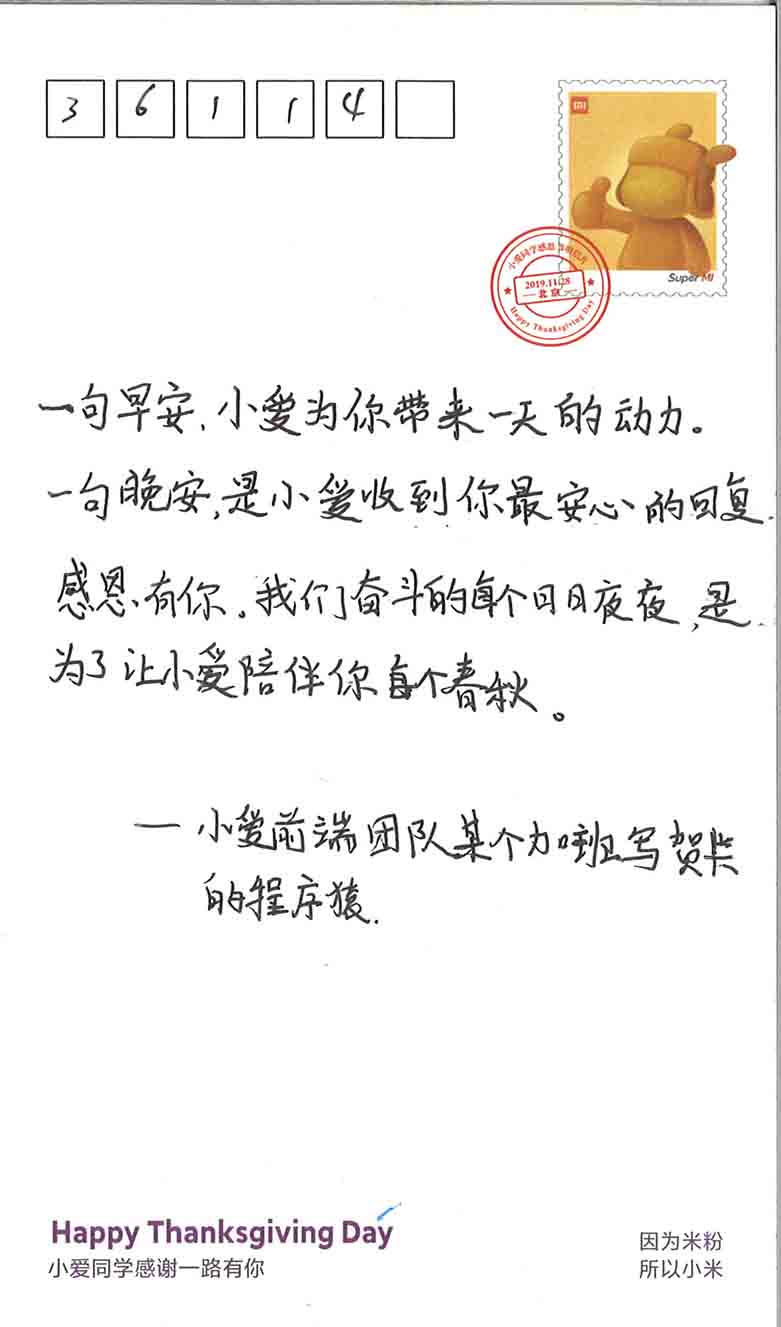 3 6 1 1 4
小爱同学感恩节明信片
2019.11.28
北京
Happy Thanksgiving Day
Super MI
一句早安,小爱为你带来一天的动力。
一句晚安,是小爱收到你最安心的回复.
感恩、有你。我们奋斗的每个日日夜夜,是
为了让小爱陪伴你每个春秋。
— 小爱前端团队某个加班写贺卡
的程序猿.
Happy Thanksgiving Day
小爱同学感谢一路有你
因为米粉
所以小米